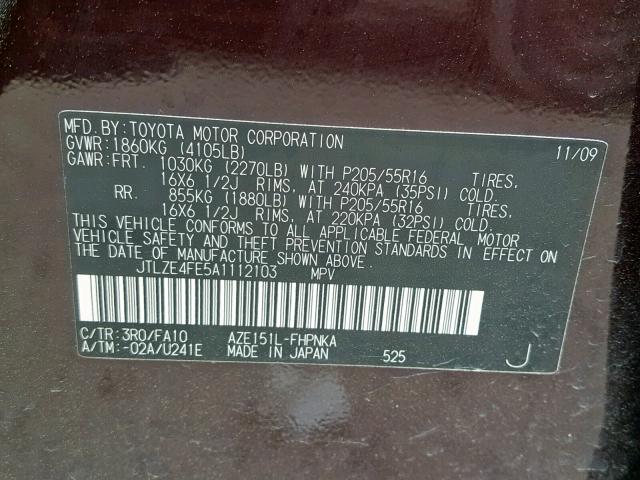 MFD. BY: TOYOTA MOTOR CORPORATION 11/09
GVWR: 1860KG (4105LB)
GAWR: FRT. 1030KG (2270LB) WITH P205/55R16 TIRES,
16X6 1/2J RIMS, AT 240KPA (35PSI) COLD.
RR. 855KG (1880LB) WITH P205/55R16 TIRES,
16X6 1/2J RIMS, AT 220KPA (32PSI) COLD.
THIS VEHICLE CONFORMS TO ALL APPLICABLE FEDERAL MOTOR
VEHICLE SAFETY AND THEFT PREVENTION STANDARDS IN EFFECT ON
THE DATE OF MANUFACTURE SHOWN ABOVE.
JTLZE4FE5A1112103 MPV
C/TR: 3R0/FA10 AZE151L-FHPNKA
A/TM: -02A/U241E MADE IN JAPAN 525 J